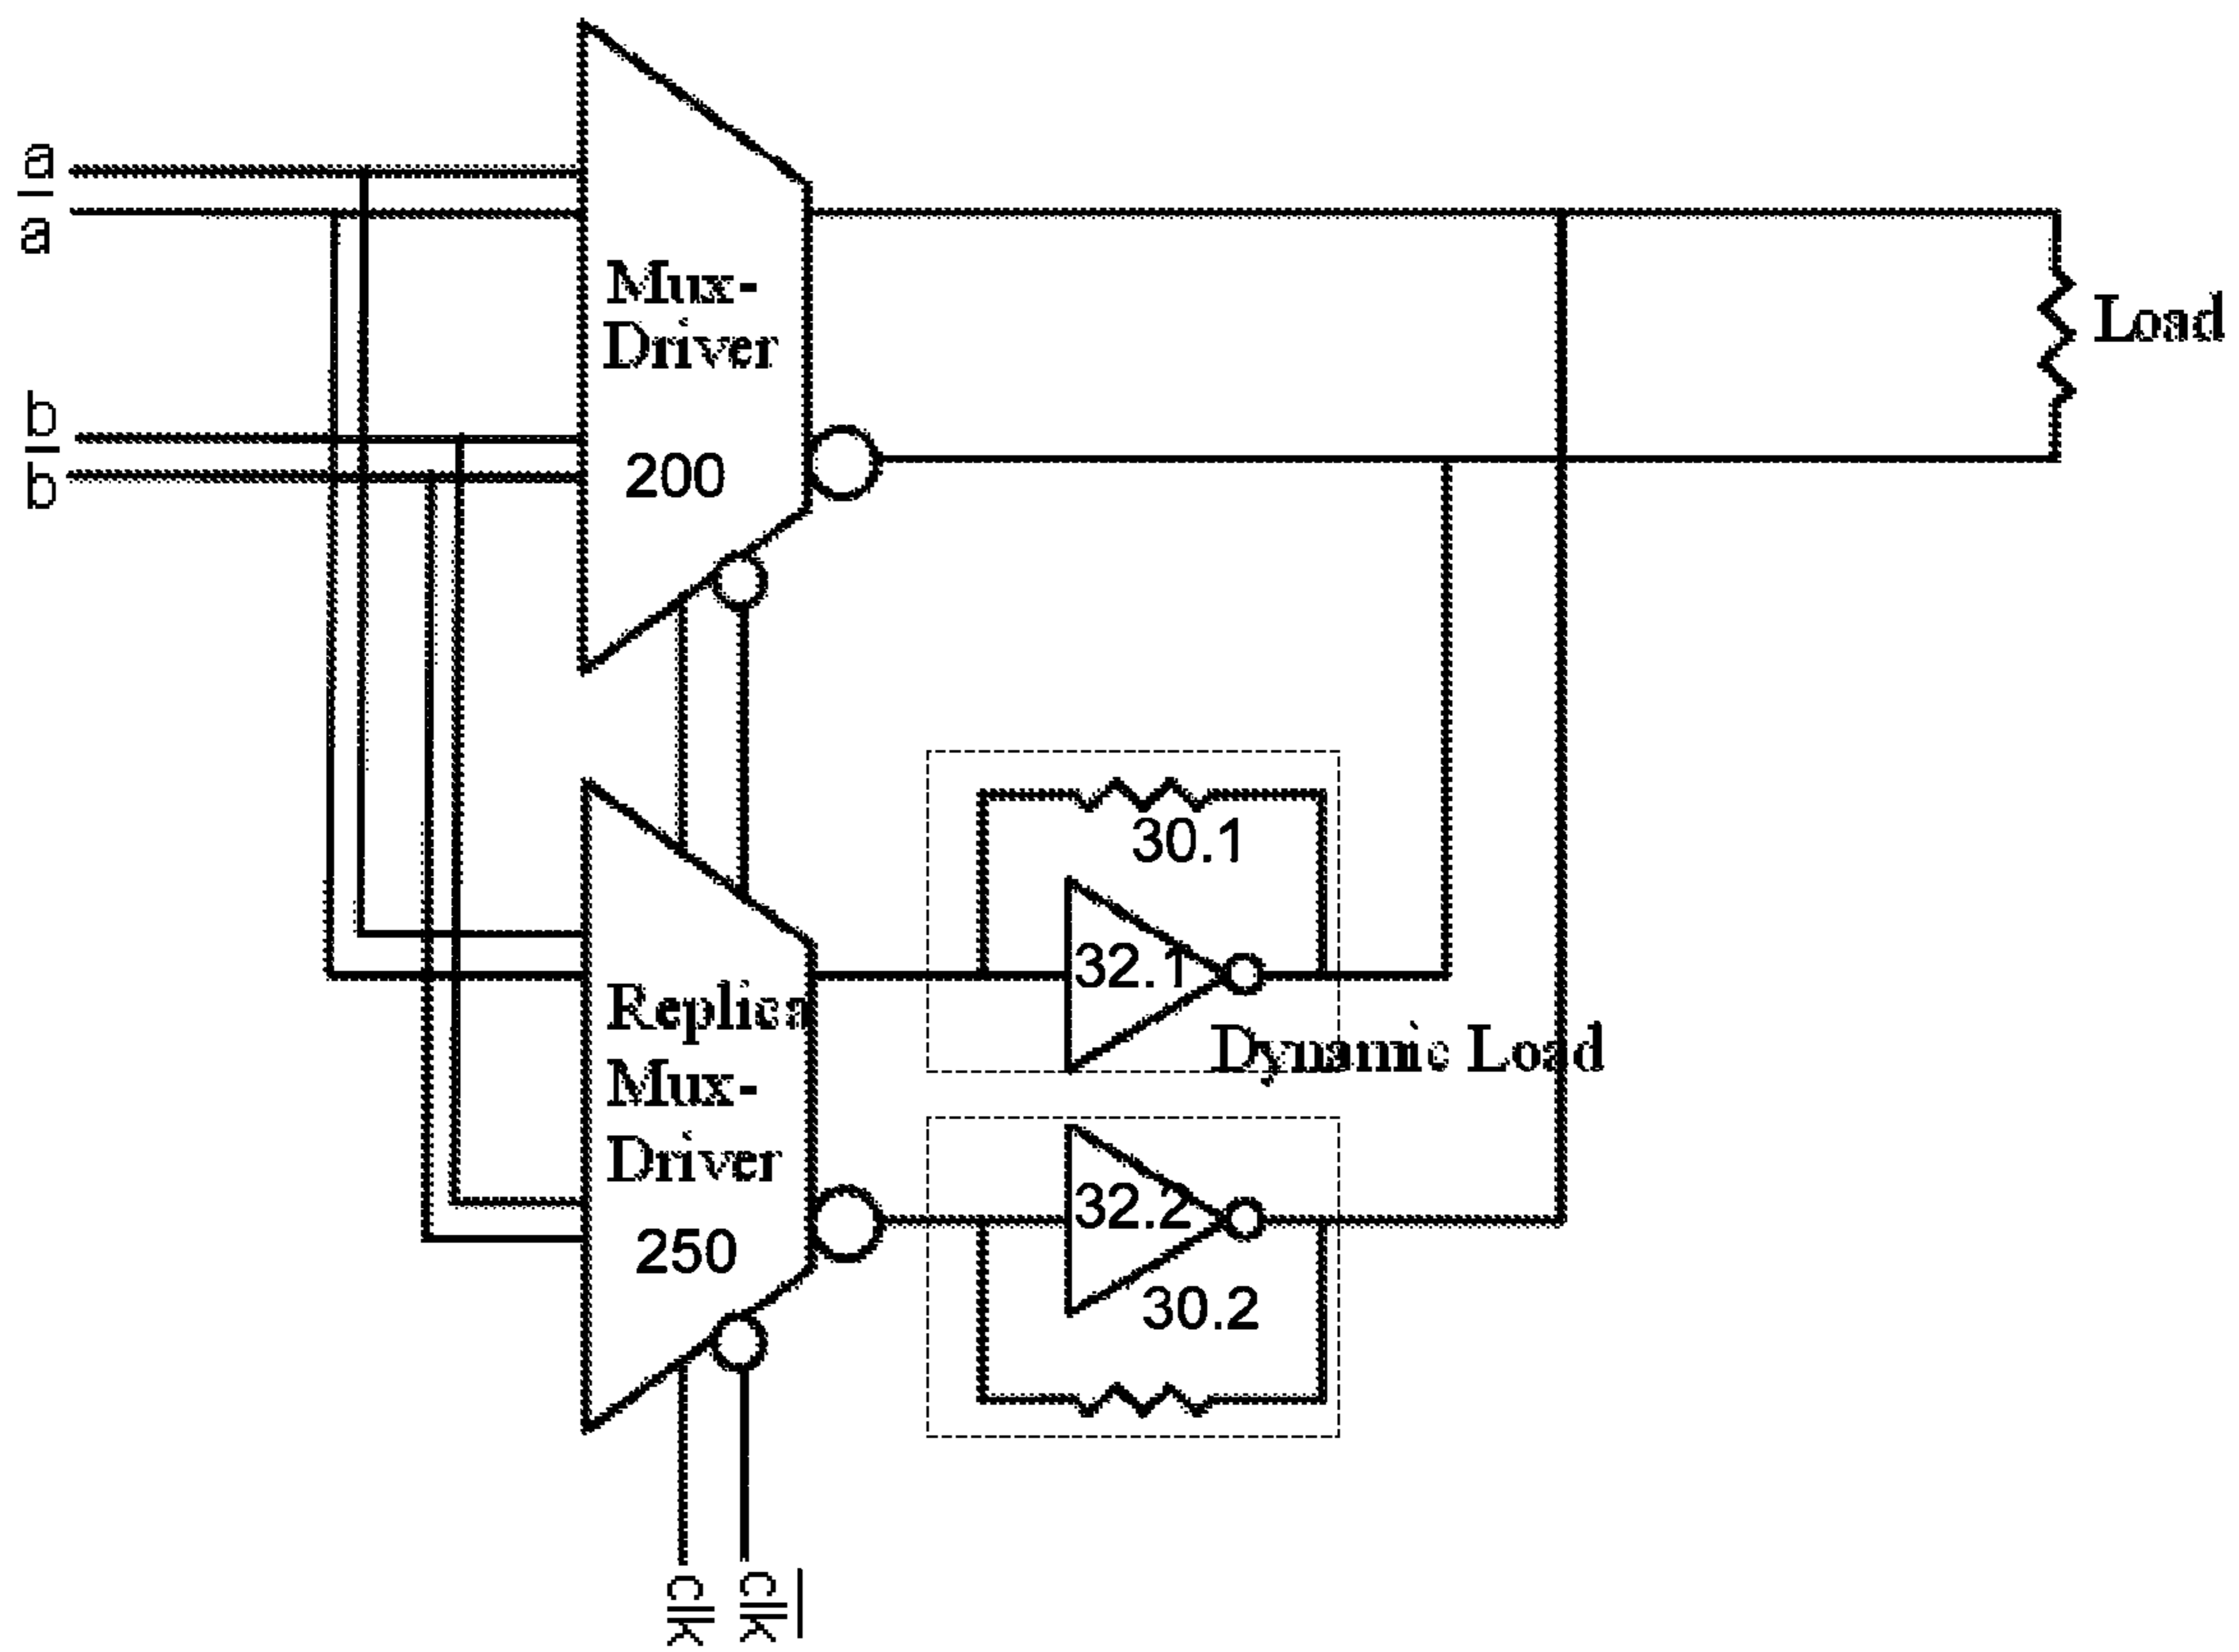 a
a̅
b
b̅
Mux-
Driver
200
Load
30.1
32.1
Dynamic Load
Replica
Mux-
Driver
250
32.2
30.2
clk
c̅l̅k̅